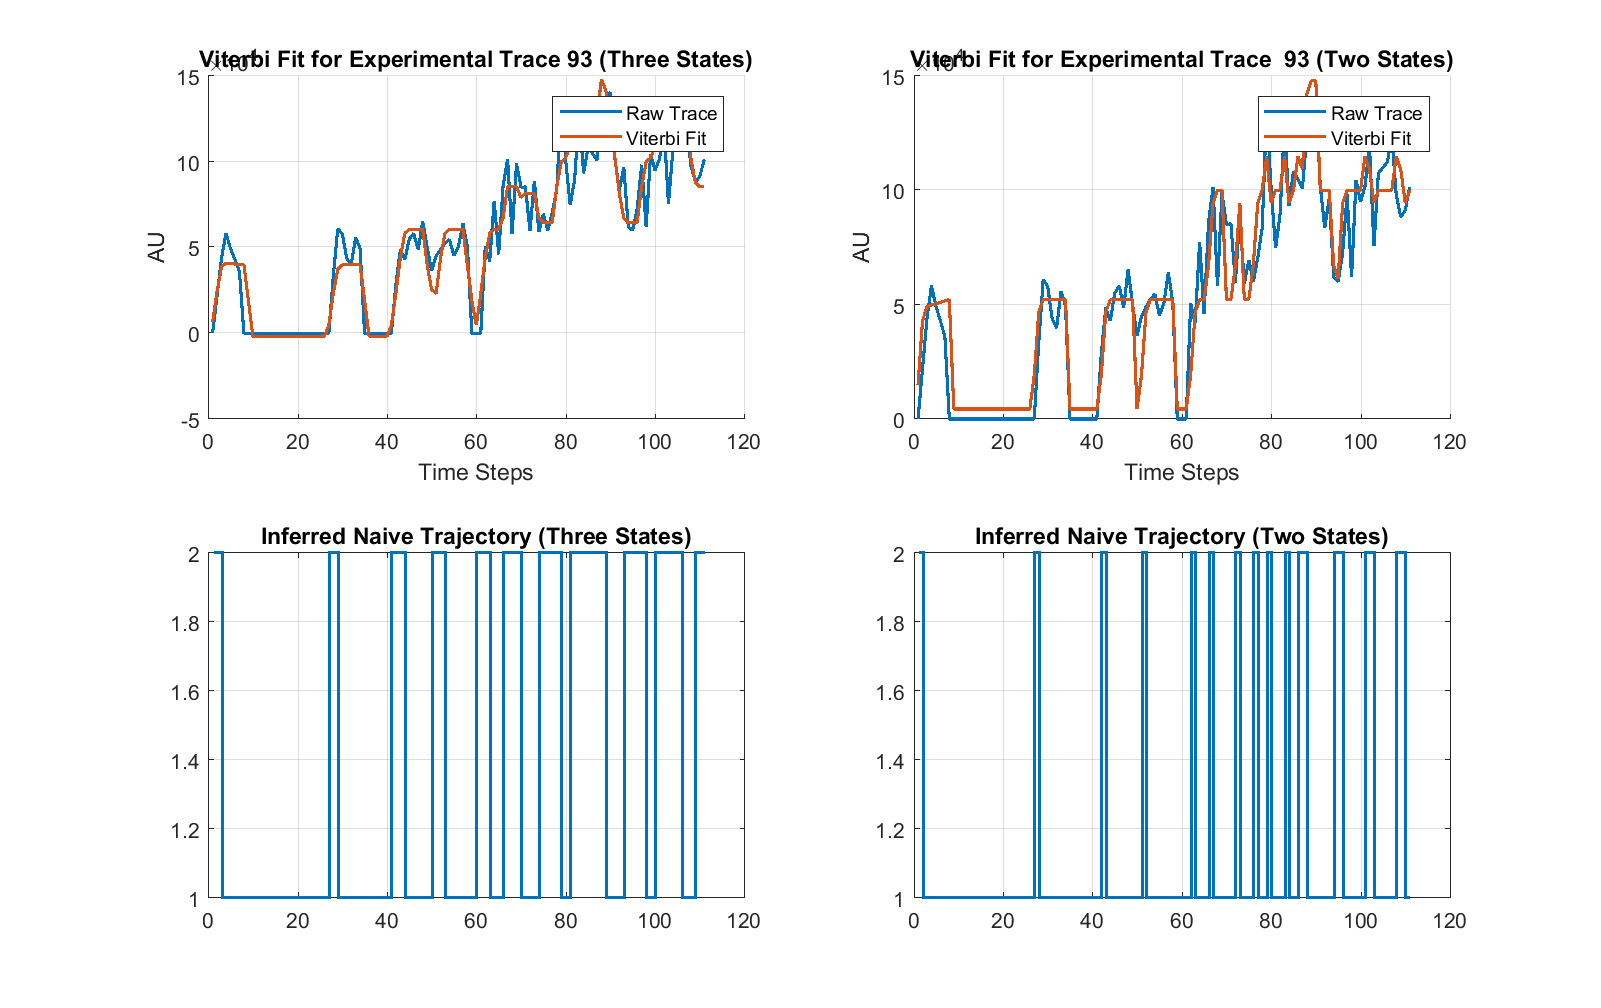 Viterbi Fit for Experimental Trace 93 (Three States)
×10^4
15
10
5
0
-5
AU
Raw Trace
Viterbi Fit
0 20 40 60 80 100 120
Time Steps
Viterbi Fit for Experimental Trace 93 (Two States)
×10^4
15
10
5
0
AU
Raw Trace
Viterbi Fit
0 20 40 60 80 100 120
Time Steps
Inferred Naive Trajectory (Three States)
2
1.8
1.6
1.4
1.2
1
0 20 40 60 80 100 120
Inferred Naive Trajectory (Two States)
2
1.8
1.6
1.4
1.2
1
0 20 40 60 80 100 120